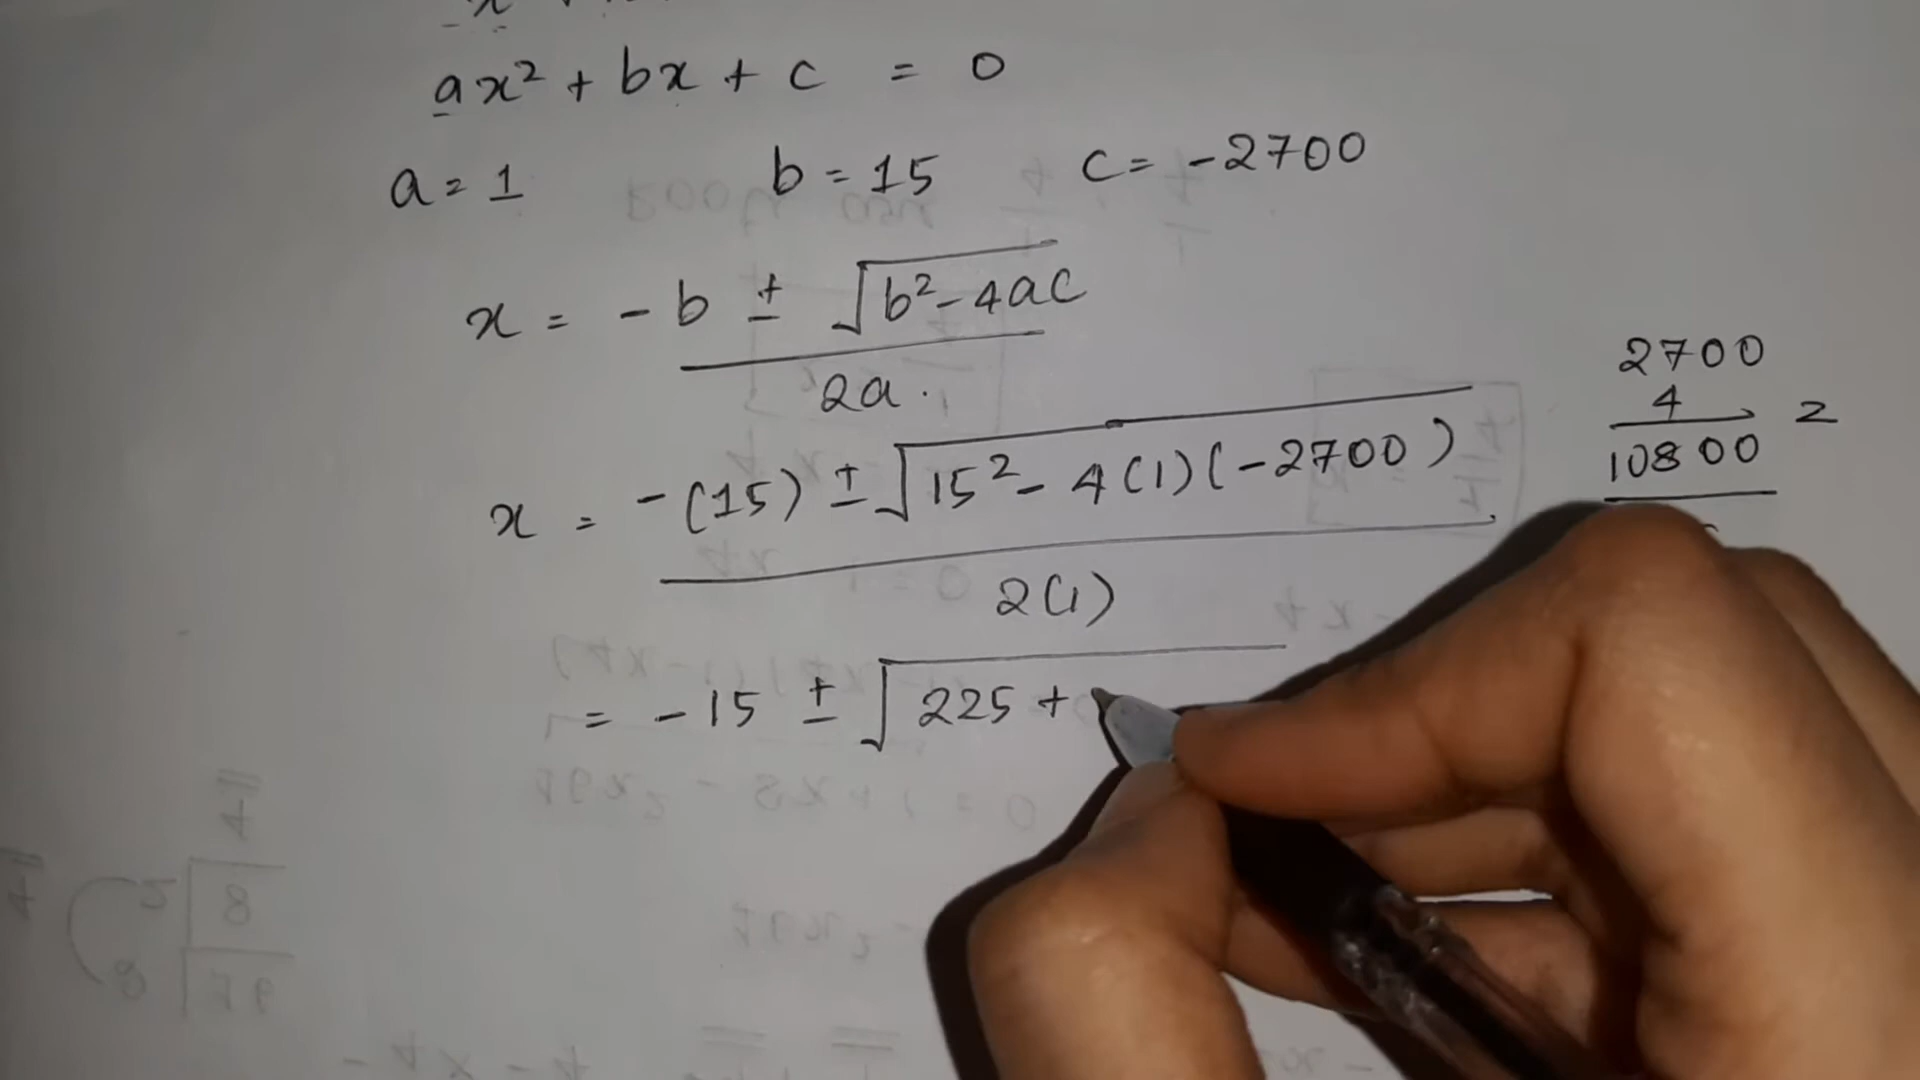 ax² + bx + c = 0
a = 1 b = 15 c = -2700
x = -b ± √b²-4ac
2a.
x = -(15) ± √15²- 4(1)(-2700)
2(1)
= -15 ± √225 +
2700
4
10800 =